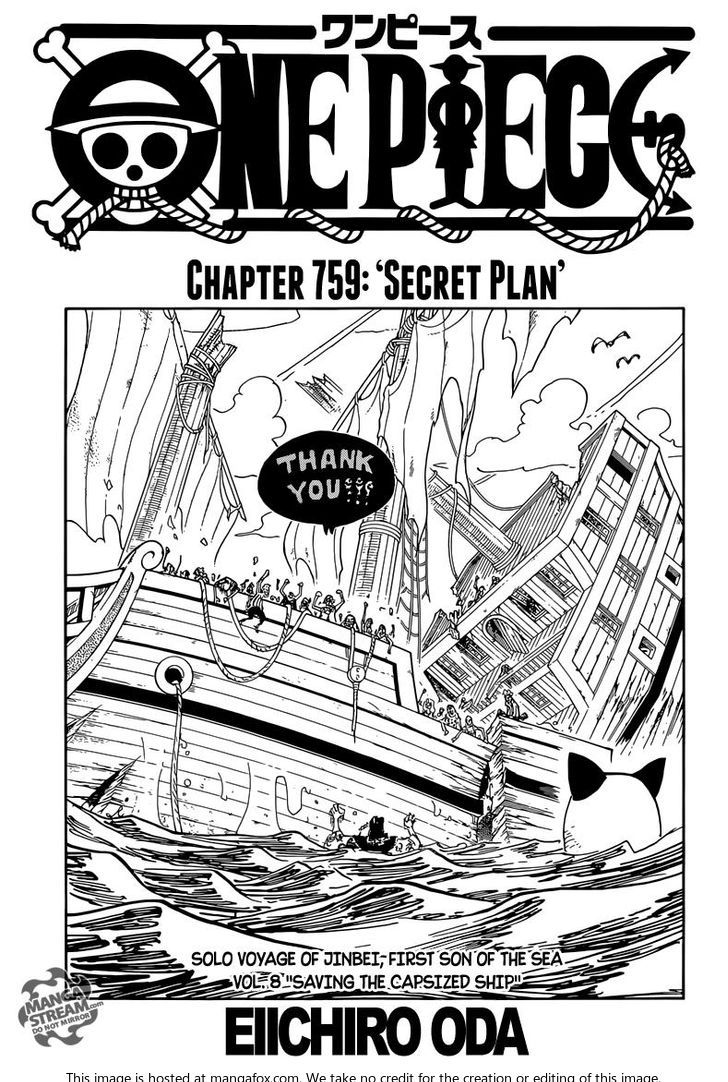 ワンピース
ONE PIECE
CHAPTER 759: ‘SECRET PLAN’
THANK
YOU
SOLO VOYAGE OF JINBEI, FIRST SON OF THE SEA
VOL. 8 "SAVING THE CAPSIZED SHIP"
MANGA
STREAM.com
DO NOT MIRROR
EIICHIRO ODA
This image is hosted at mangafox.com. We take no credit for the creation or editing of this image.